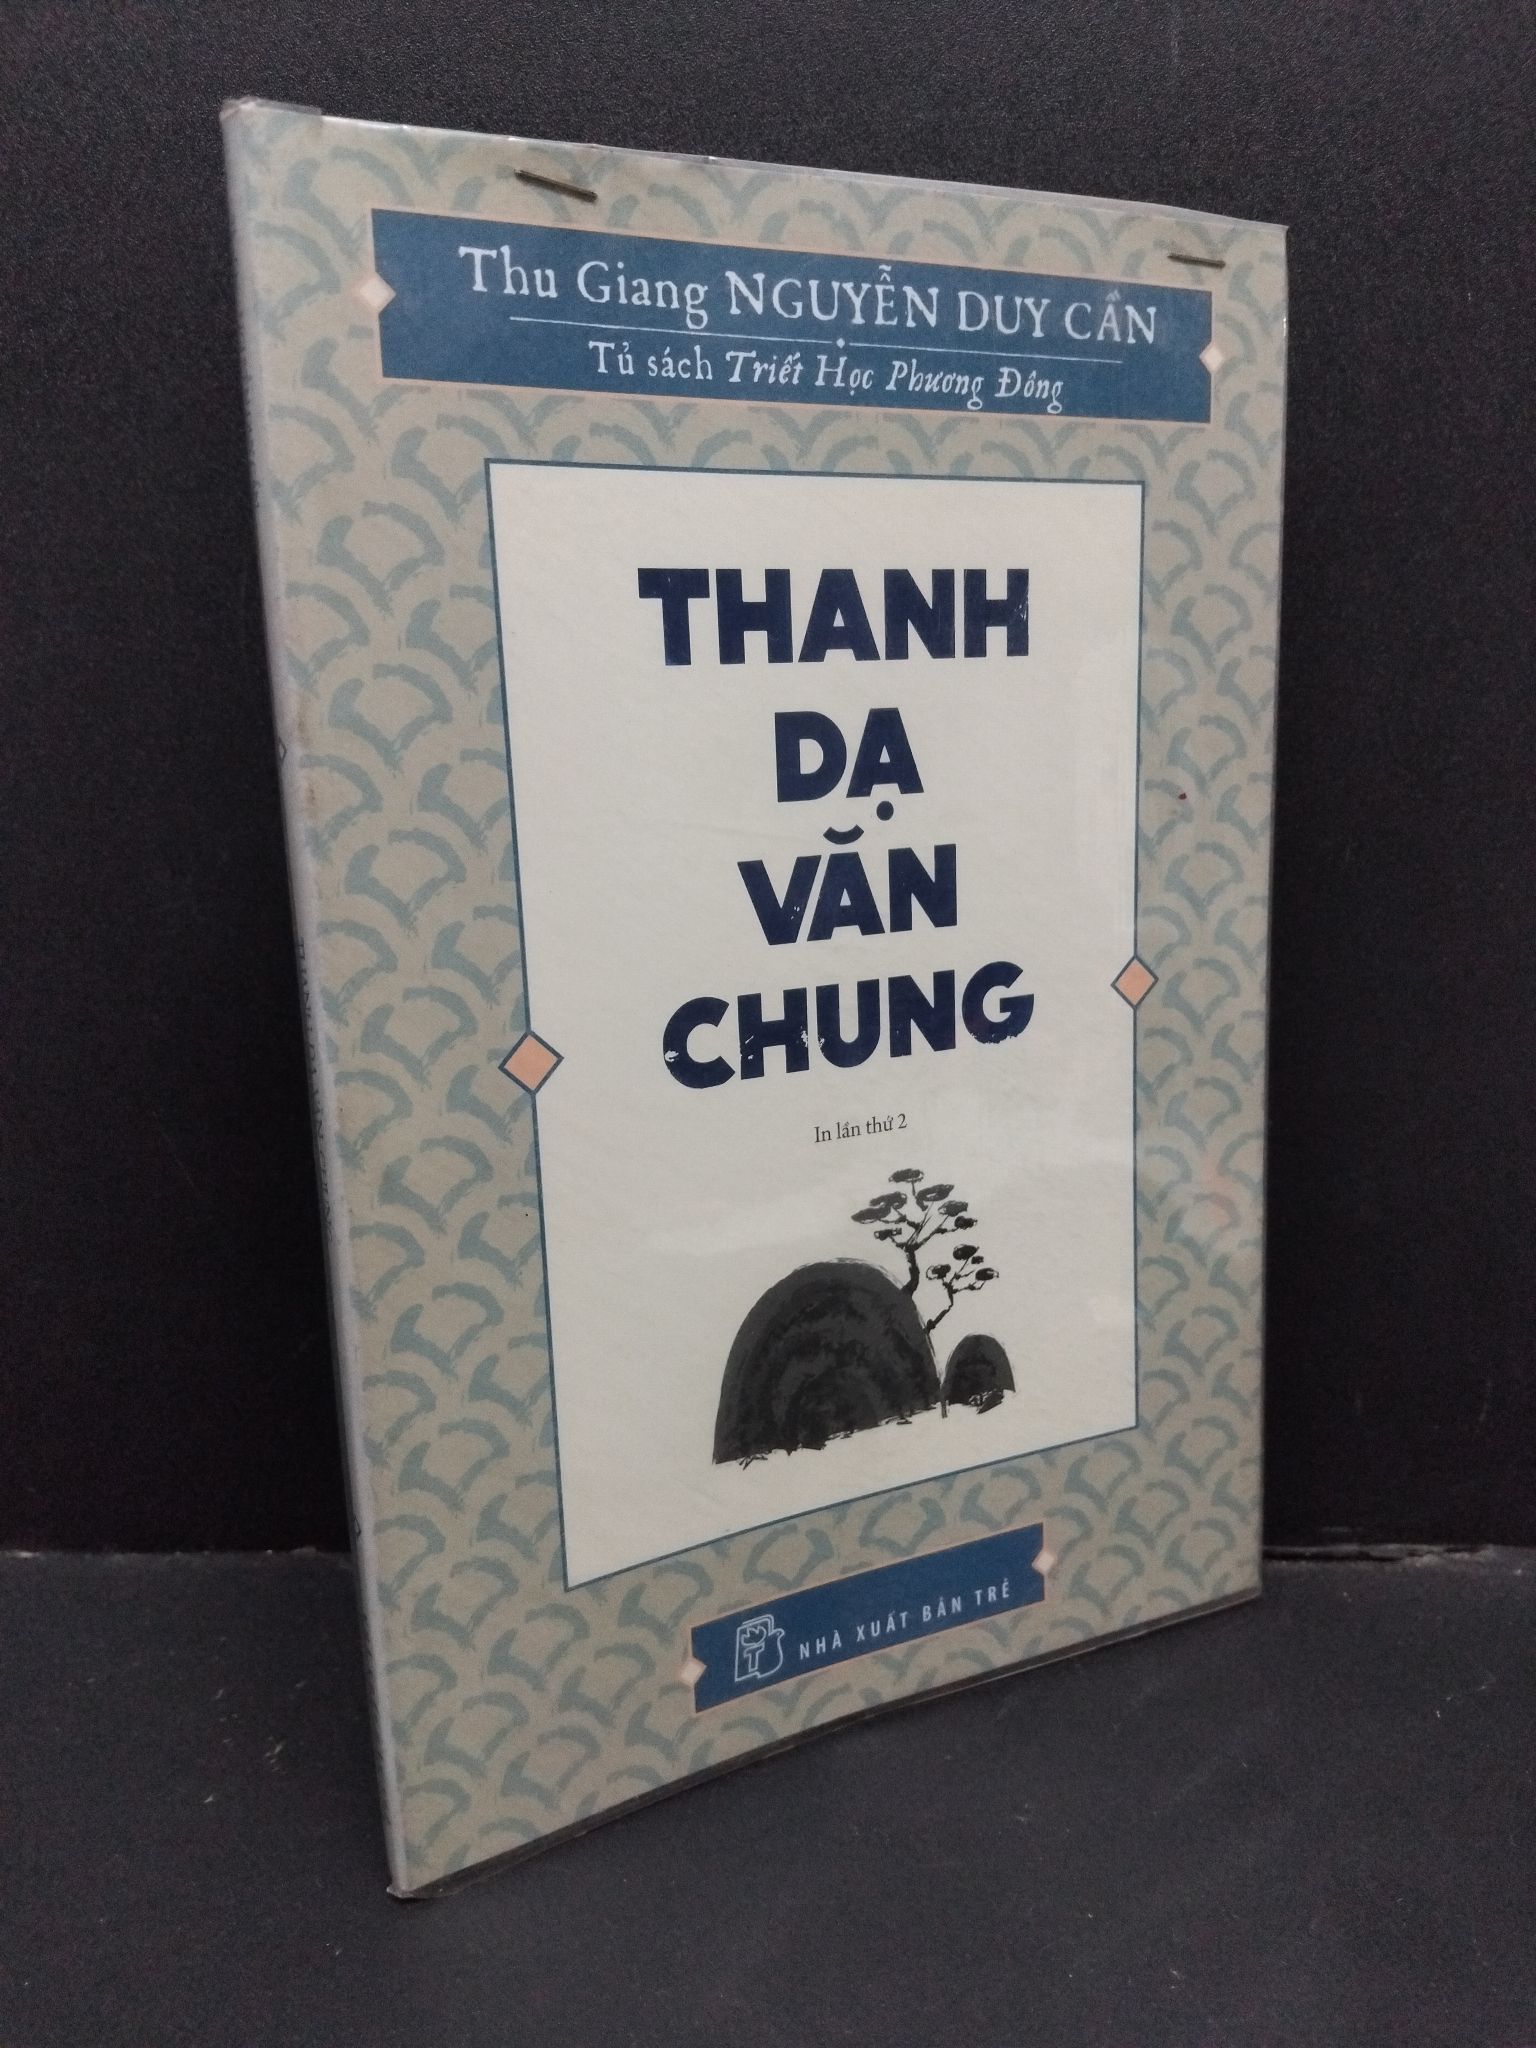 Thu Giang NGUYỄN DUY CẦN
Tủ sách Triết Học Phương Đông
THANH
DẠ
VĂN
CHUNG
In lần thứ 2
NHÀ XUẤT BẢN TRẺ